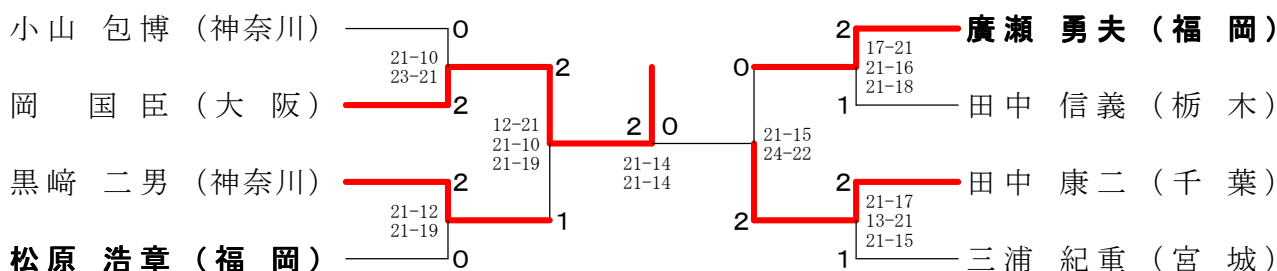 小山 包博 (神奈川) 0
21-10
23-21
2
岡 国臣 (大 阪) 2
12-21
21-10
21-19
黒﨑 二男 (神奈川) 2
21-12
21-19
1
松原 浩章 (福 岡) 0
2 0
21-14
21-14
2 廣瀬 勇夫 (福 岡)
17-21
21-16
21-18
0
1 田中 信義 (栃 木)
21-15
24-22
2 田中 康二 (千 葉)
21-17
13-21
21-15
2
1 三浦 紀重 (宮 城)